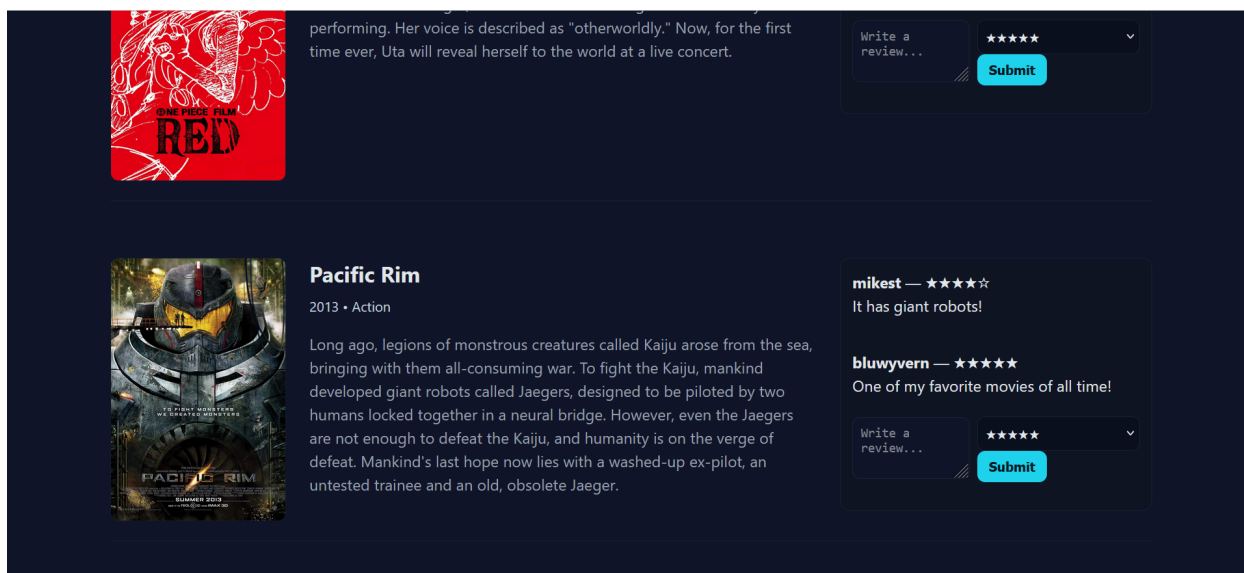 performing. Her voice is described as "otherworldly." Now, for the first
time ever, Uta will reveal herself to the world at a live concert.
Write a
review...
★★★★★
Submit
ONE PIECE FILM
RED
Pacific Rim
2013 • Action
Long ago, legions of monstrous creatures called Kaiju arose from the sea,
bringing with them all-consuming war. To fight the Kaiju, mankind
developed giant robots called Jaegers, designed to be piloted by two
humans locked together in a neural bridge. However, even the Jaegers
are not enough to defeat the Kaiju, and humanity is on the verge of
defeat. Mankind's last hope now lies with a washed-up ex-pilot, an
untested trainee and an old, obsolete Jaeger.
TO FIGHT MONSTERS
WE CREATED MONSTERS
PACIFIC RIM
SUMMER 2013
mikest — ★★★★☆
It has giant robots!
bluwyvern — ★★★★★
One of my favorite movies of all time!
Write a
review...
★★★★★
Submit